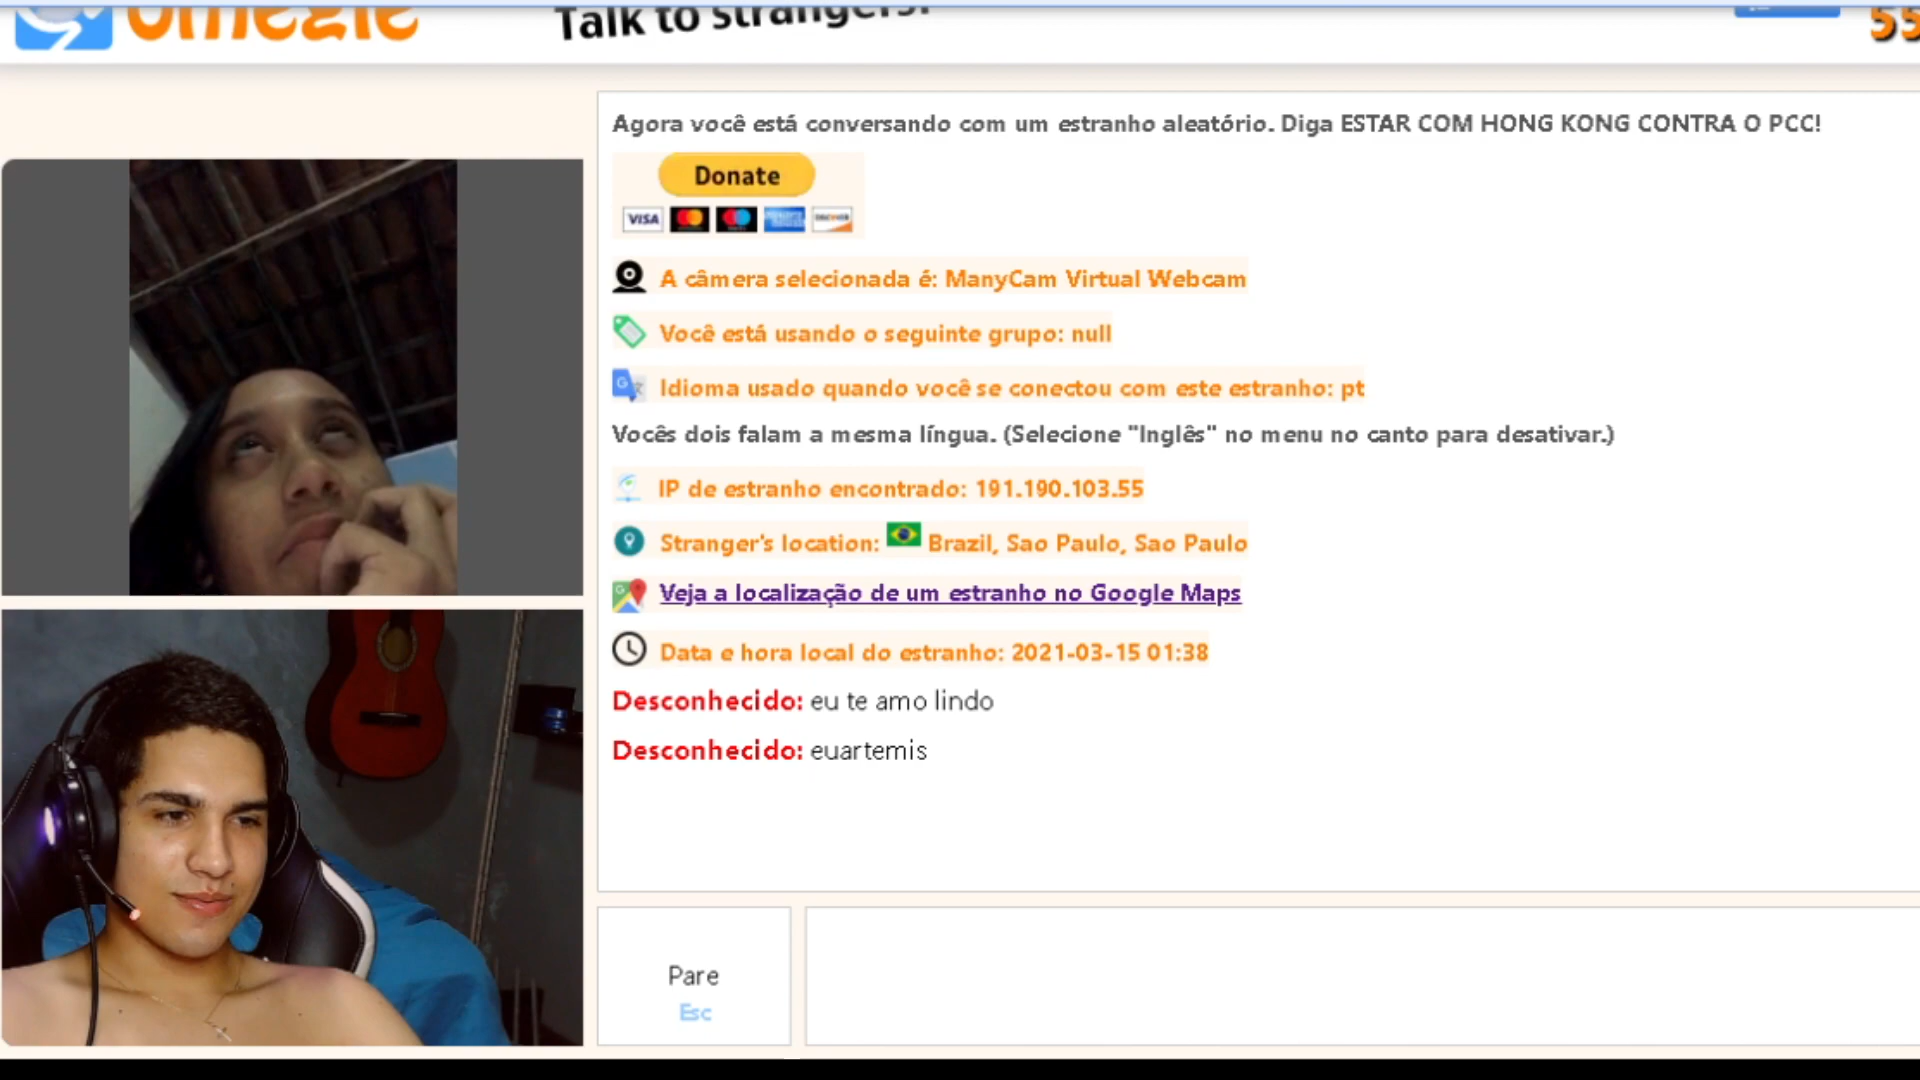 omegle
Talk to strangers!
55
Agora você está conversando com um estranho aleatório. Diga ESTAR COM HONG KONG CONTRA O PCC!
Donate
VISA
DISCOVER
A câmera selecionada é: ManyCam Virtual Webcam
Você está usando o seguinte grupo: null
Idioma usado quando você se conectou com este estranho: pt
Vocês dois falam a mesma língua. (Selecione "Inglês" no menu no canto para desativar.)
IP de estranho encontrado: 191.190.103.55
Stranger's location: Brazil, Sao Paulo, Sao Paulo
Veja a localização de um estranho no Google Maps
Data e hora local do estranho: 2021-03-15 01:38
Desconhecido: eu te amo lindo
Desconhecido: euartemis
Pare
Esc